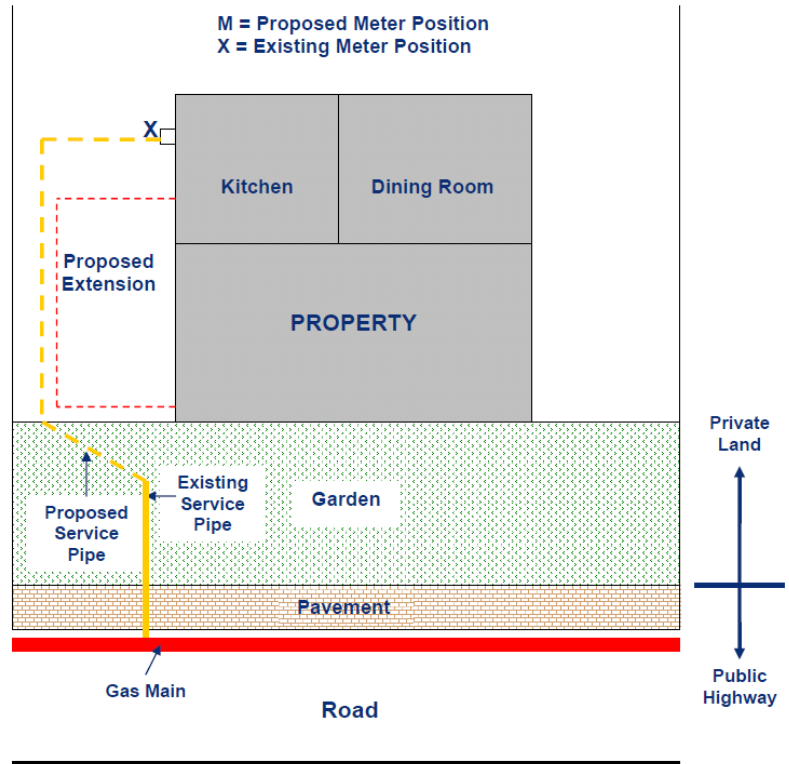 M = Proposed Meter Position
X = Existing Meter Position
X
Kitchen
Dining Room
Proposed
Extension
PROPERTY
Private
Land
Existing
Service
Pipe
Garden
Proposed
Service
Pipe
Pavement
Gas Main
Public
Highway
Road